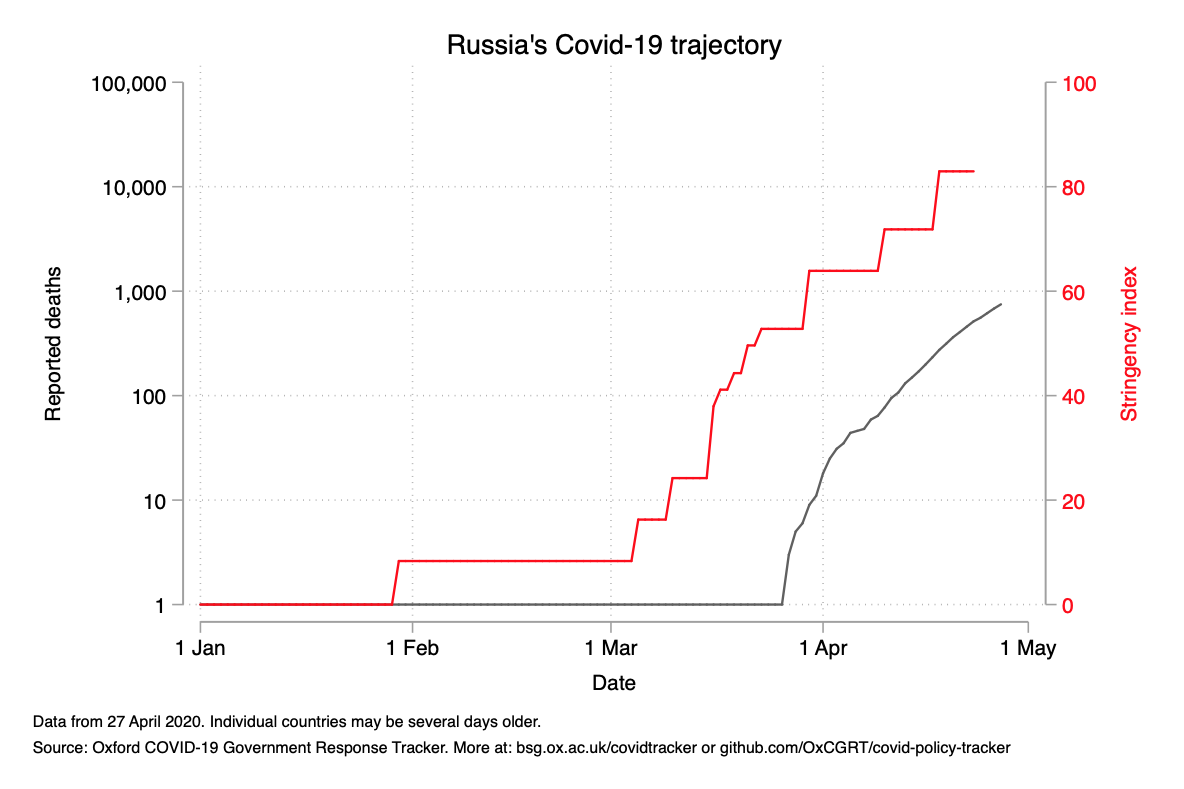 Russia's Covid-19 trajectory
100,000
10,000
1,000
100
10
1
Reported deaths
100
80
60
40
20
0
Stringency index
1 Jan
1 Feb
1 Mar
1 Apr
1 May
Date
Data from 27 April 2020. Individual countries may be several days older.
Source: Oxford COVID-19 Government Response Tracker. More at: bsg.ox.ac.uk/covidtracker or github.com/OxCGRT/covid-policy-tracker